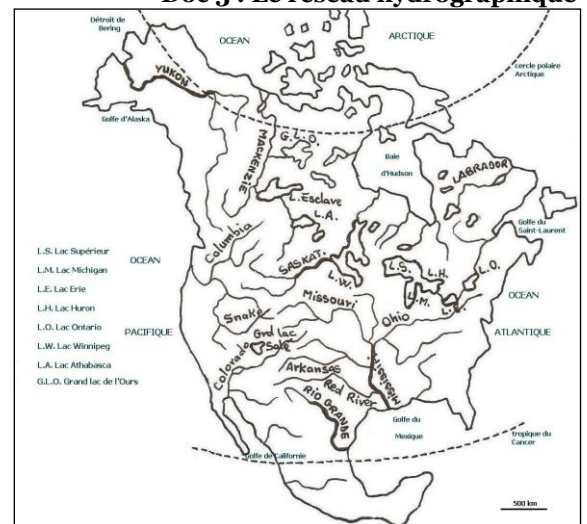 Doc 3 : Le réseau hydrographique
Détroit de
Bering
OCEAN
ARCTIQUE
cercle polaire
Arctique
YUKON
Golfe d'Alaska
MACKENZIE
G.L.O.
Baie
d'Hudson
LABRADOR
L.Esclave
L.A.
Golfe du
Saint-Laurent
Columbia
SASKAT.
L.W.
L.S.
L.H.
L.O.
L.M.
L.E.
L.S. Lac Supérieur
L.M. Lac Michigan
L.E. Lac Erie
L.H. Lac Huron
L.O. Lac Ontario
L.W. Lac Winnipeg
L.A. Lac Athabasca
G.L.O. Grand lac de l'Ours
OCEAN
PACIFIQUE
OCEAN
ATLANTIQUE
Missouri
Snake
Ohio
Grd lac
Salé
Colorado
Arkansas
MISSISSIPI
Red River
RIO GRANDE
Golfe du
Mexique
tropique du
Cancer
Golfe de Californie
500 km